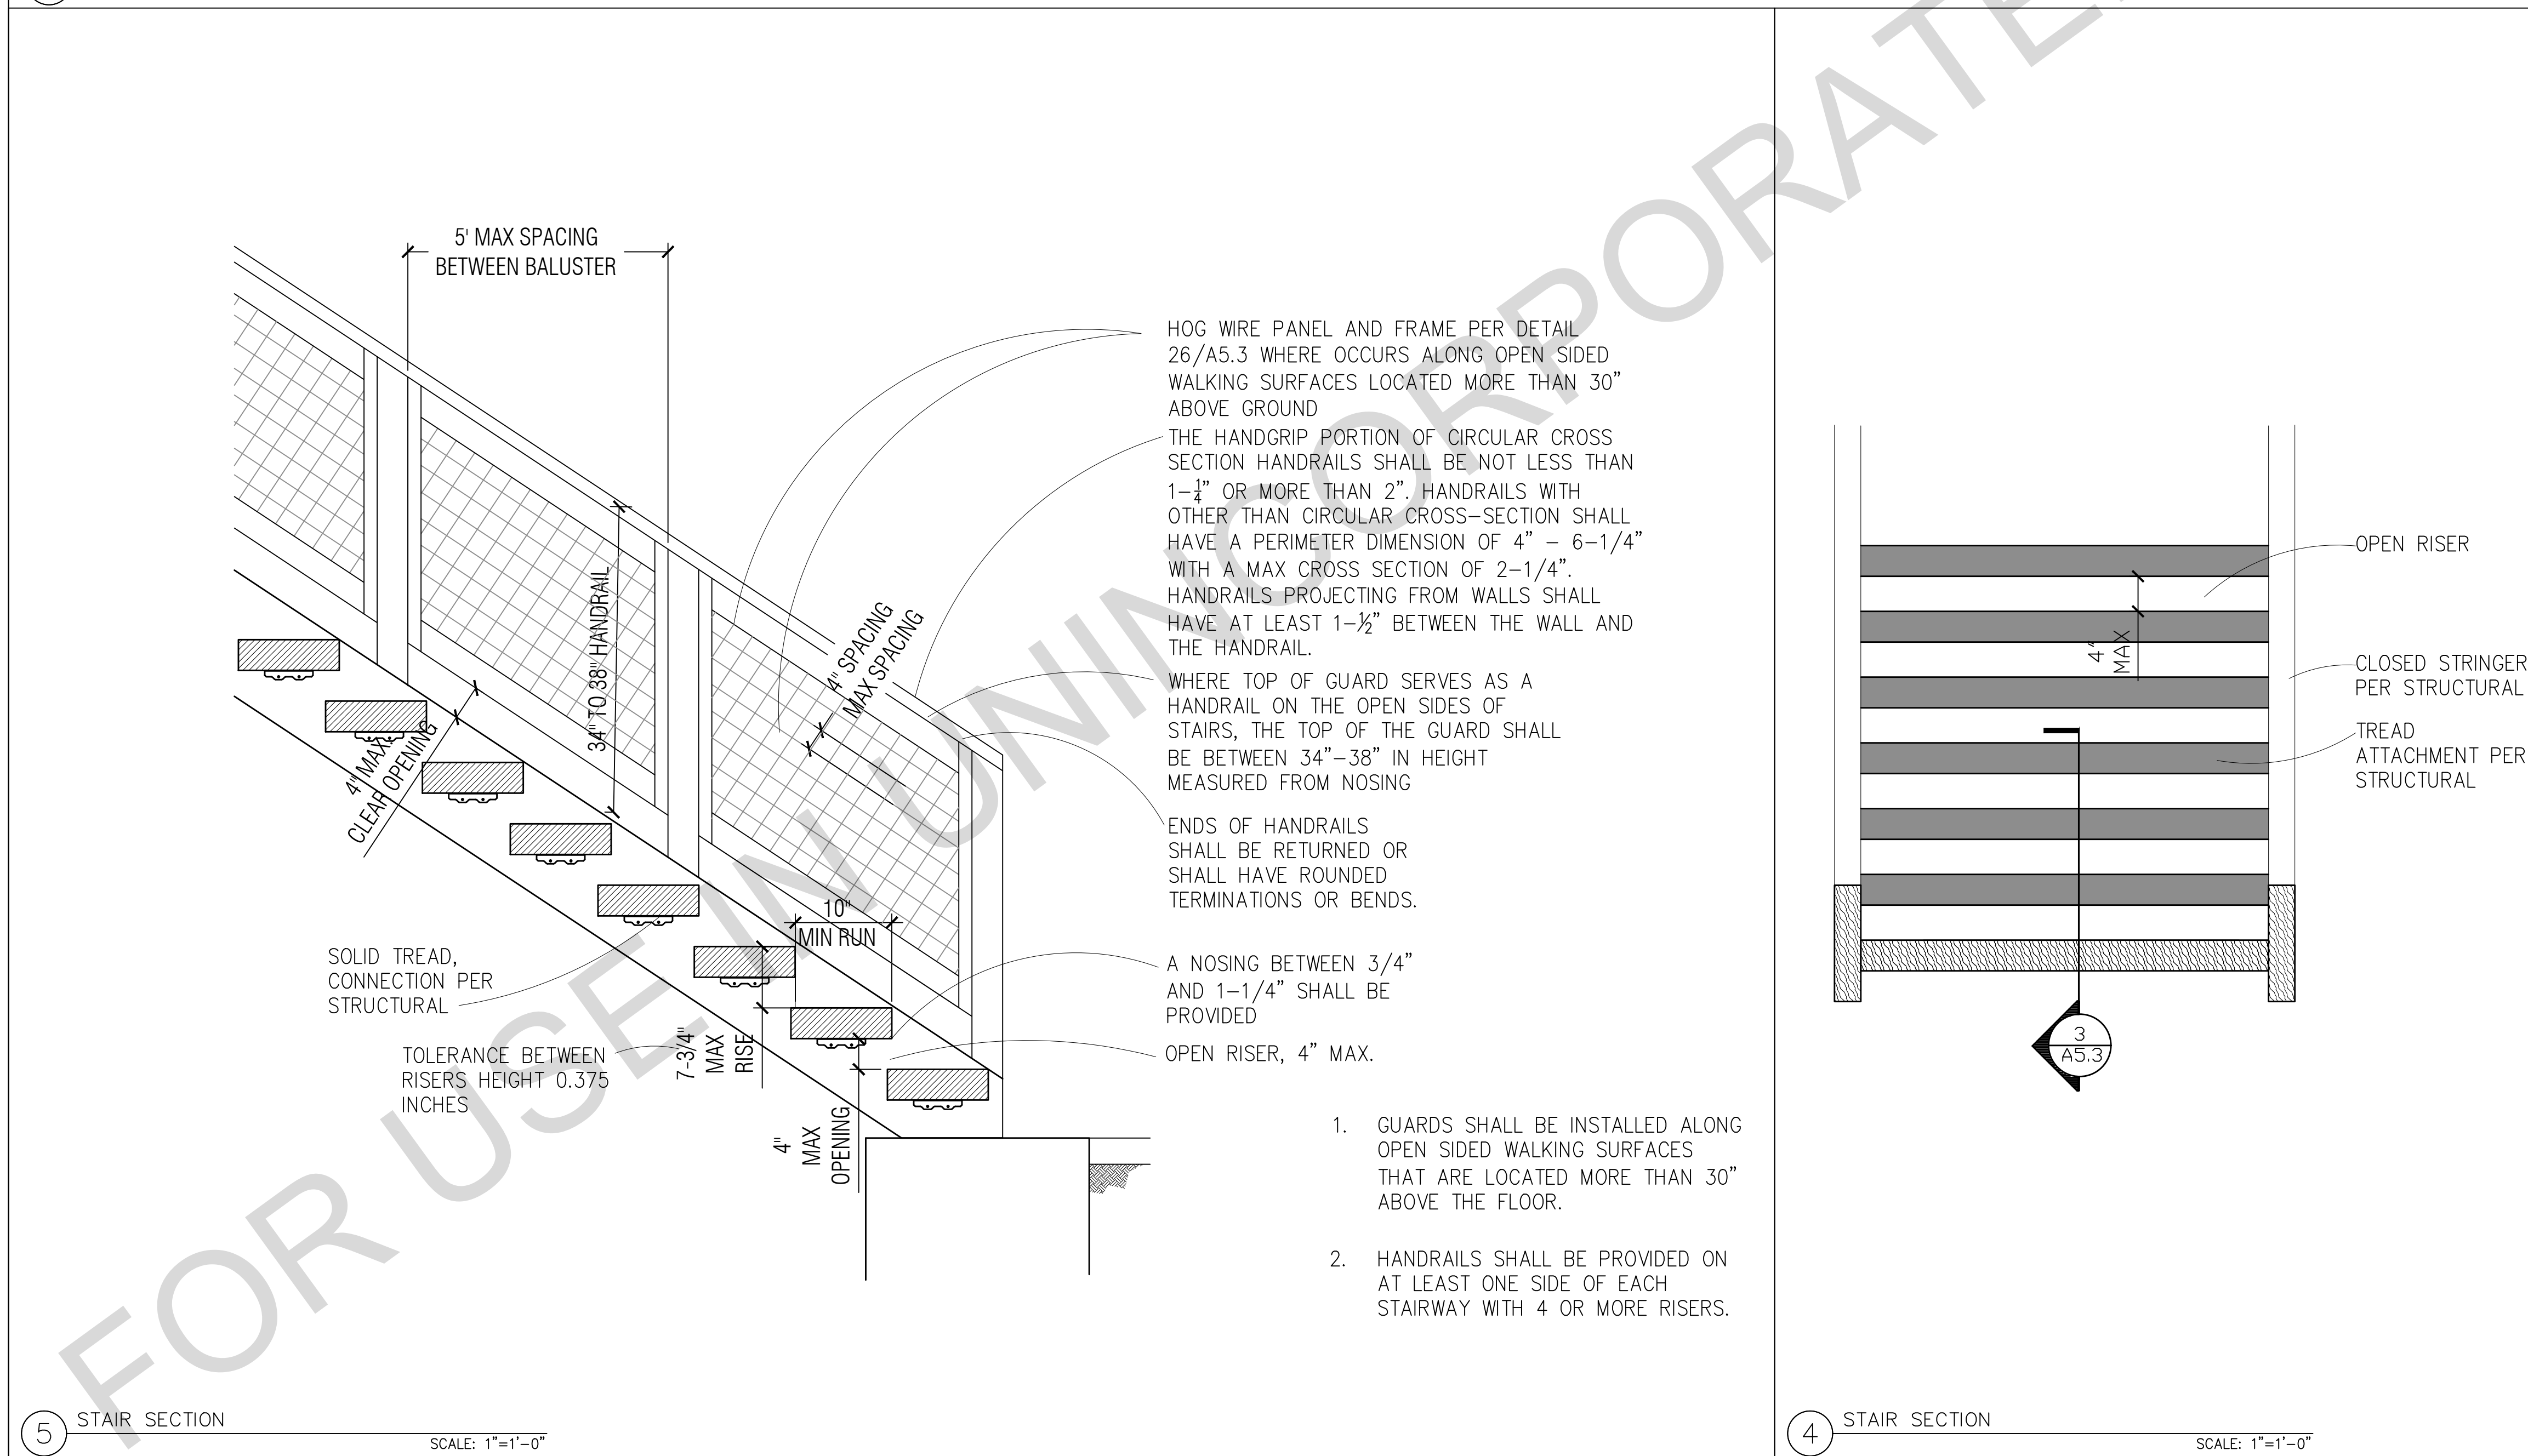 FOR USE IN UNINCORPORATE
5' MAX SPACING
BETWEEN BALUSTER
34" TO 38" HANDRAIL
4" SPACING
MAX SPACING
4" MAX
CLEAR OPENING
10"
MIN RUN
7-3/4"
MAX
RISE
4"
MAX
OPENING
SOLID TREAD,
CONNECTION PER
STRUCTURAL
TOLERANCE BETWEEN
RISERS HEIGHT 0.375
INCHES
HOG WIRE PANEL AND FRAME PER DETAIL
26/A5.3 WHERE OCCURS ALONG OPEN SIDED
WALKING SURFACES LOCATED MORE THAN 30"
ABOVE GROUND
THE HANDGRIP PORTION OF CIRCULAR CROSS
SECTION HANDRAILS SHALL BE NOT LESS THAN
1-1/4" OR MORE THAN 2". HANDRAILS WITH
OTHER THAN CIRCULAR CROSS-SECTION SHALL
HAVE A PERIMETER DIMENSION OF 4" - 6-1/4"
WITH A MAX CROSS SECTION OF 2-1/4".
HANDRAILS PROJECTING FROM WALLS SHALL
HAVE AT LEAST 1-1/2" BETWEEN THE WALL AND
THE HANDRAIL.
WHERE TOP OF GUARD SERVES AS A
HANDRAIL ON THE OPEN SIDES OF
STAIRS, THE TOP OF THE GUARD SHALL
BE BETWEEN 34"-38" IN HEIGHT
MEASURED FROM NOSING
ENDS OF HANDRAILS
SHALL BE RETURNED OR
SHALL HAVE ROUNDED
TERMINATIONS OR BENDS.
A NOSING BETWEEN 3/4"
AND 1-1/4" SHALL BE
PROVIDED
OPEN RISER, 4" MAX.
1. GUARDS SHALL BE INSTALLED ALONG
OPEN SIDED WALKING SURFACES
THAT ARE LOCATED MORE THAN 30"
ABOVE THE FLOOR.
2. HANDRAILS SHALL BE PROVIDED ON
AT LEAST ONE SIDE OF EACH
STAIRWAY WITH 4 OR MORE RISERS.
5 STAIR SECTION
SCALE: 1"=1'-0"
OPEN RISER
4"
MAX
CLOSED STRINGER
PER STRUCTURAL
TREAD
ATTACHMENT PER
STRUCTURAL
3
A5.3
4 STAIR SECTION
SCALE: 1"=1'-0"